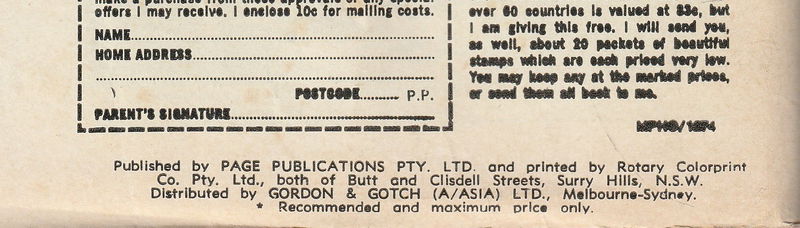 make a purchase from these approvals or any special
offers I may receive. I enclose 10c for mailing costs.
NAME
HOME ADDRESS
POSTCODE P.P.
PARENT'S SIGNATURE
over 60 countries is valued at 83c, but
I am giving this free. I will send you,
as well, about 20 packets of beautiful
stamps which are each priced very low.
You may keep any at the marked prices,
or send them all back to me.
Published by PAGE PUBLICATIONS PTY. LTD. and printed by Rotary Colorprint
Co. Pty. Ltd., both of Butt and Clisdell Streets, Surry Hills, N.S.W.
Distributed by GORDON & GOTCH (A/ASIA) LTD., Melbourne-Sydney.
* Recommended and maximum price only.